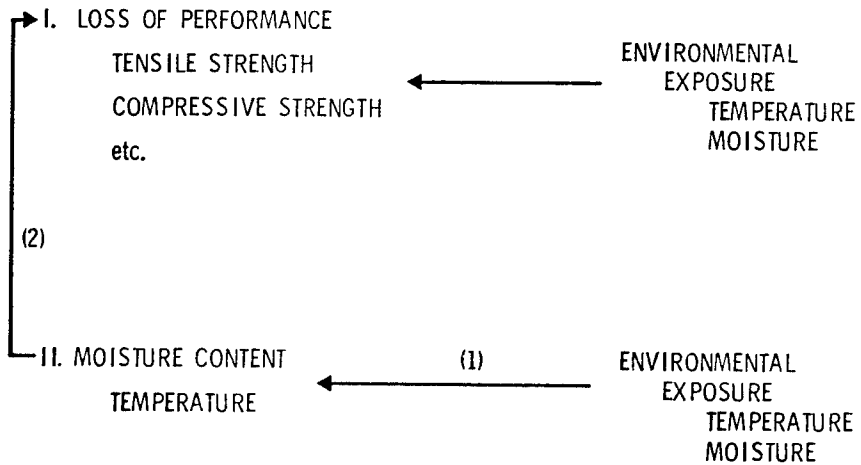 I. LOSS OF PERFORMANCE
TENSILE STRENGTH
COMPRESSIVE STRENGTH
etc.
ENVIRONMENTAL
EXPOSURE
TEMPERATURE
MOISTURE
(2)
II. MOISTURE CONTENT
TEMPERATURE
(1)
ENVIRONMENTAL
EXPOSURE
TEMPERATURE
MOISTURE